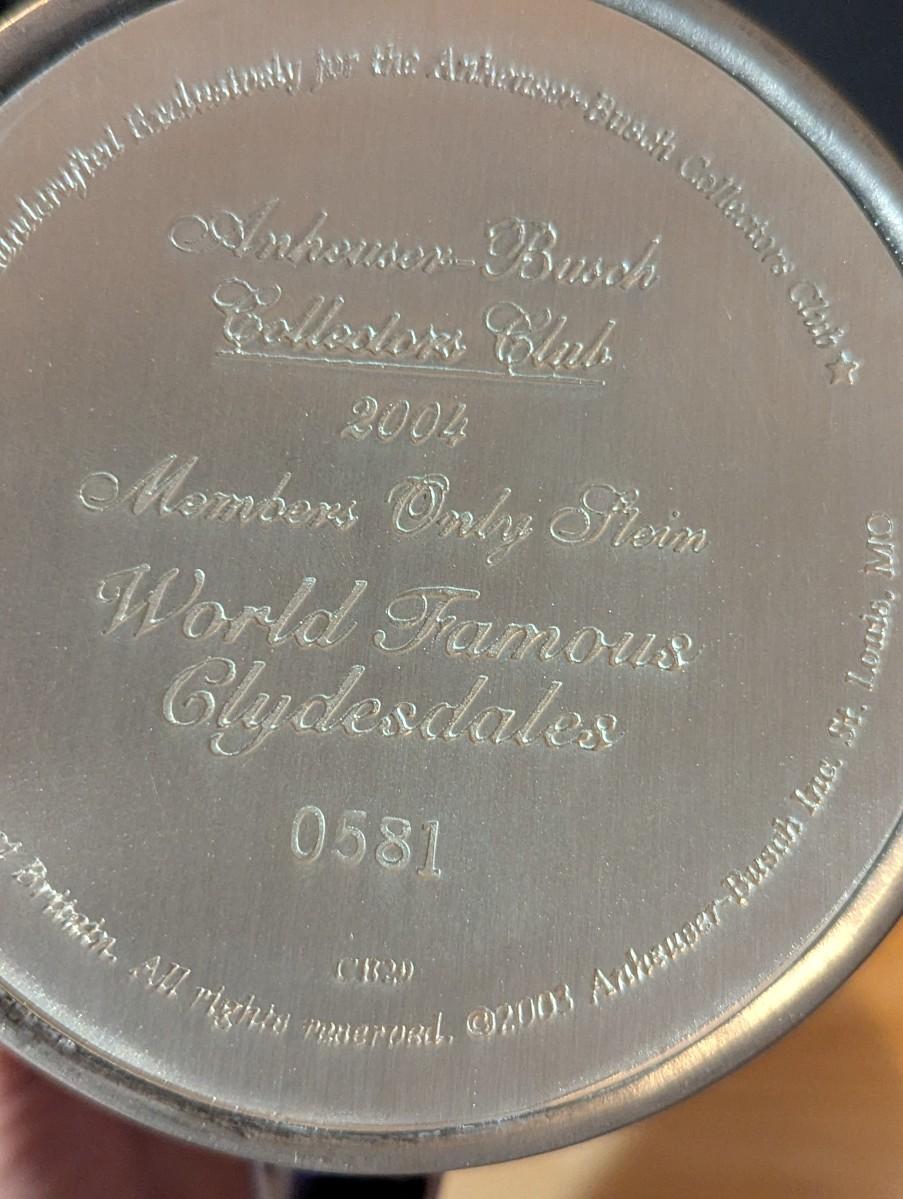 Handcrafted Exclusively for the Anheuser-Busch Collectors Club ☆
Anheuser-Busch
Collectors Club
2004
Members Only Stein
World Famous
Clydesdales
0581
CB29
Britain. All rights reserved. ©2003 Anheuser-Busch Inc. St. Louis, MO